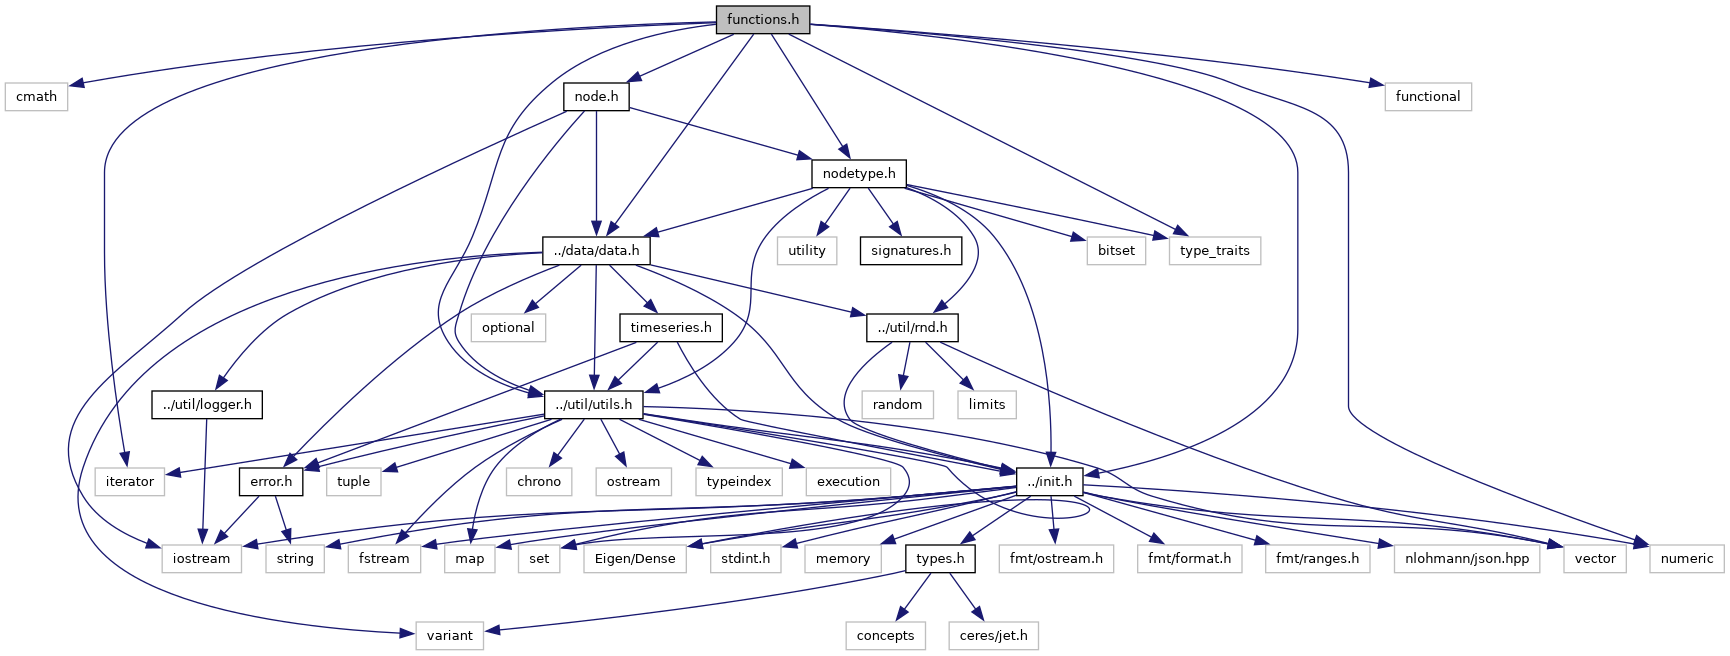 functions.h
cmath
node.h
functional
nodetype.h
../data/data.h
utility
signatures.h
bitset
type_traits
optional
timeseries.h
../util/rnd.h
../util/logger.h
../util/utils.h
random
limits
iterator
error.h
tuple
chrono
ostream
typeindex
execution
../init.h
iostream
string
fstream
map
set
Eigen/Dense
stdint.h
memory
types.h
fmt/ostream.h
fmt/format.h
fmt/ranges.h
nlohmann/json.hpp
vector
numeric
variant
concepts
ceres/jet.h